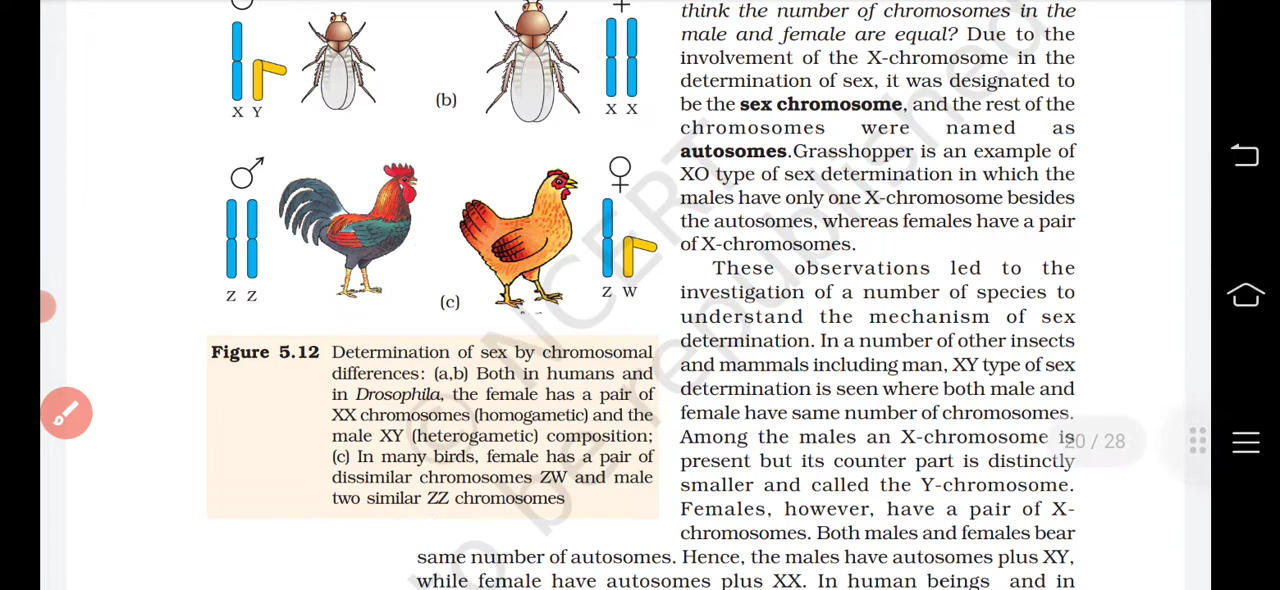 X Y
(b)
X X
Z Z
(c)
Z W
Figure 5.12 Determination of sex by chromosomal
differences: (a,b) Both in humans and
in Drosophila, the female has a pair of
XX chromosomes (homogametic) and the
male XY (heterogametic) composition;
(c) In many birds, female has a pair of
dissimilar chromosomes ZW and male
two similar ZZ chromosomes
think the number of chromosomes in the
male and female are equal? Due to the
involvement of the X-chromosome in the
determination of sex, it was designated to
be the sex chromosome, and the rest of the
chromosomes were named as
autosomes.Grasshopper is an example of
XO type of sex determination in which the
males have only one X-chromosome besides
the autosomes, whereas females have a pair
of X-chromosomes.
These observations led to the
investigation of a number of species to
understand the mechanism of sex
determination. In a number of other insects
and mammals including man, XY type of sex
determination is seen where both male and
female have same number of chromosomes.
Among the males an X-chromosome is
present but its counter part is distinctly
smaller and called the Y-chromosome.
Females, however, have a pair of X-
chromosomes. Both males and females bear
same number of autosomes. Hence, the males have autosomes plus XY,
while female have autosomes plus XX. In human beings and in
20 / 28
© NCERT
to be republished